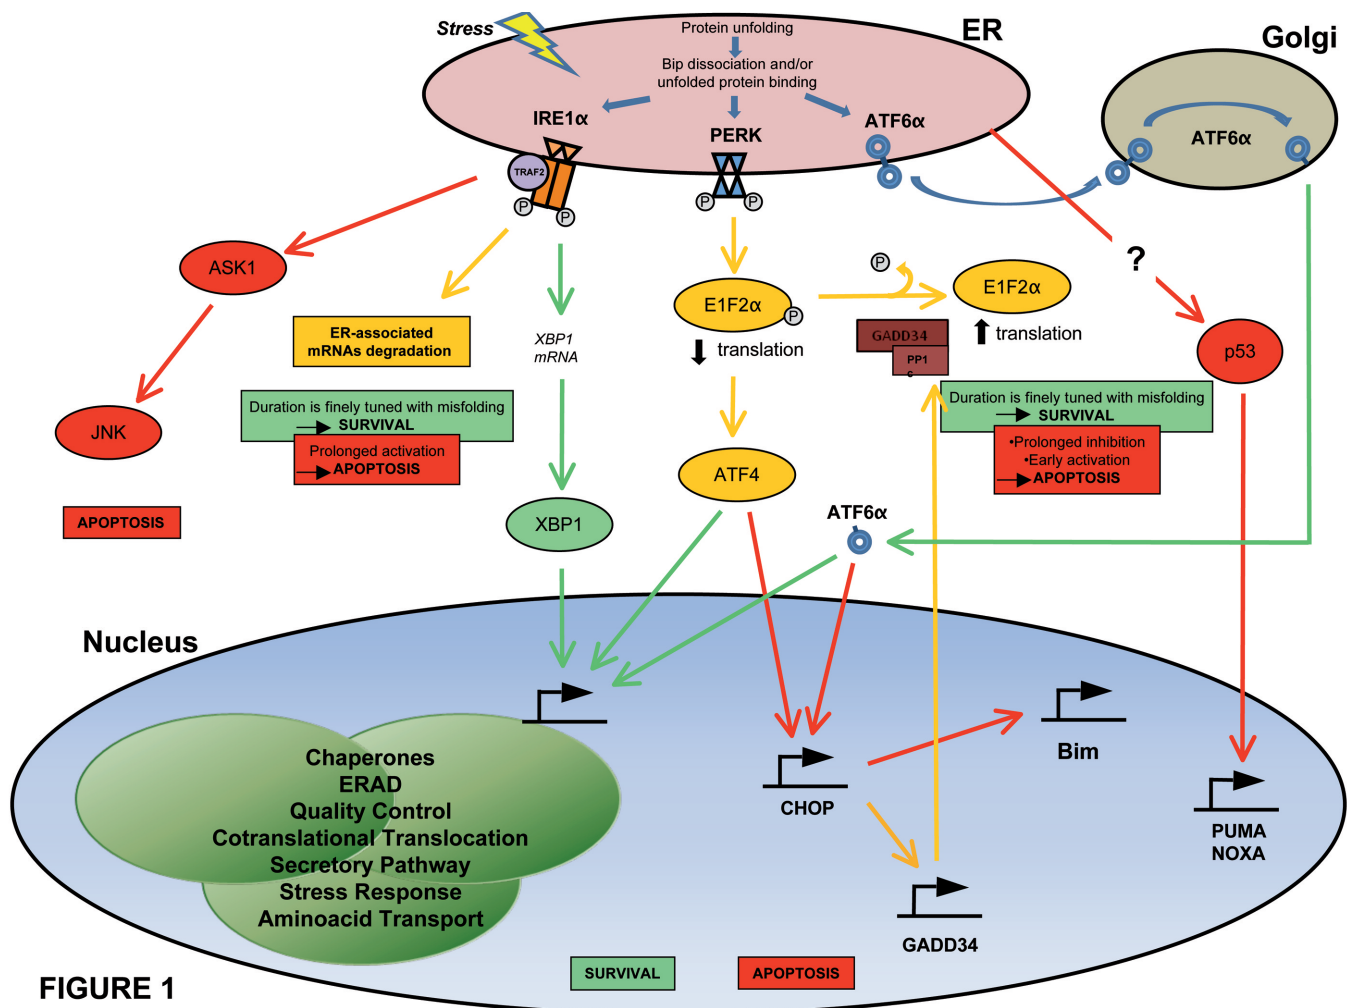 Stress
Protein unfolding
ER
Golgi
Bip dissociation and/or
unfolded protein binding
IRE1α
PERK
ATF6α
ATF6α
TRAF2
P
P
P
P
ASK1
?
P
E1F2α
E1F2α
P
ER-associated
mRNAs degradation
XBP1
mRNA
translation
GADD34
PP1
c
translation
p53
Duration is finely tuned with misfolding
SURVIVAL
Prolonged activation
APOPTOSIS
Duration is finely tuned with misfolding
SURVIVAL
•Prolonged inhibition
•Early activation
APOPTOSIS
JNK
ATF4
APOPTOSIS
XBP1
ATF6α
Nucleus
Chaperones
ERAD
Quality Control
Cotranslational Translocation
Secretory Pathway
Stress Response
Aminoacid Transport
CHOP
Bim
PUMA
NOXA
GADD34
SURVIVAL
APOPTOSIS
FIGURE 1